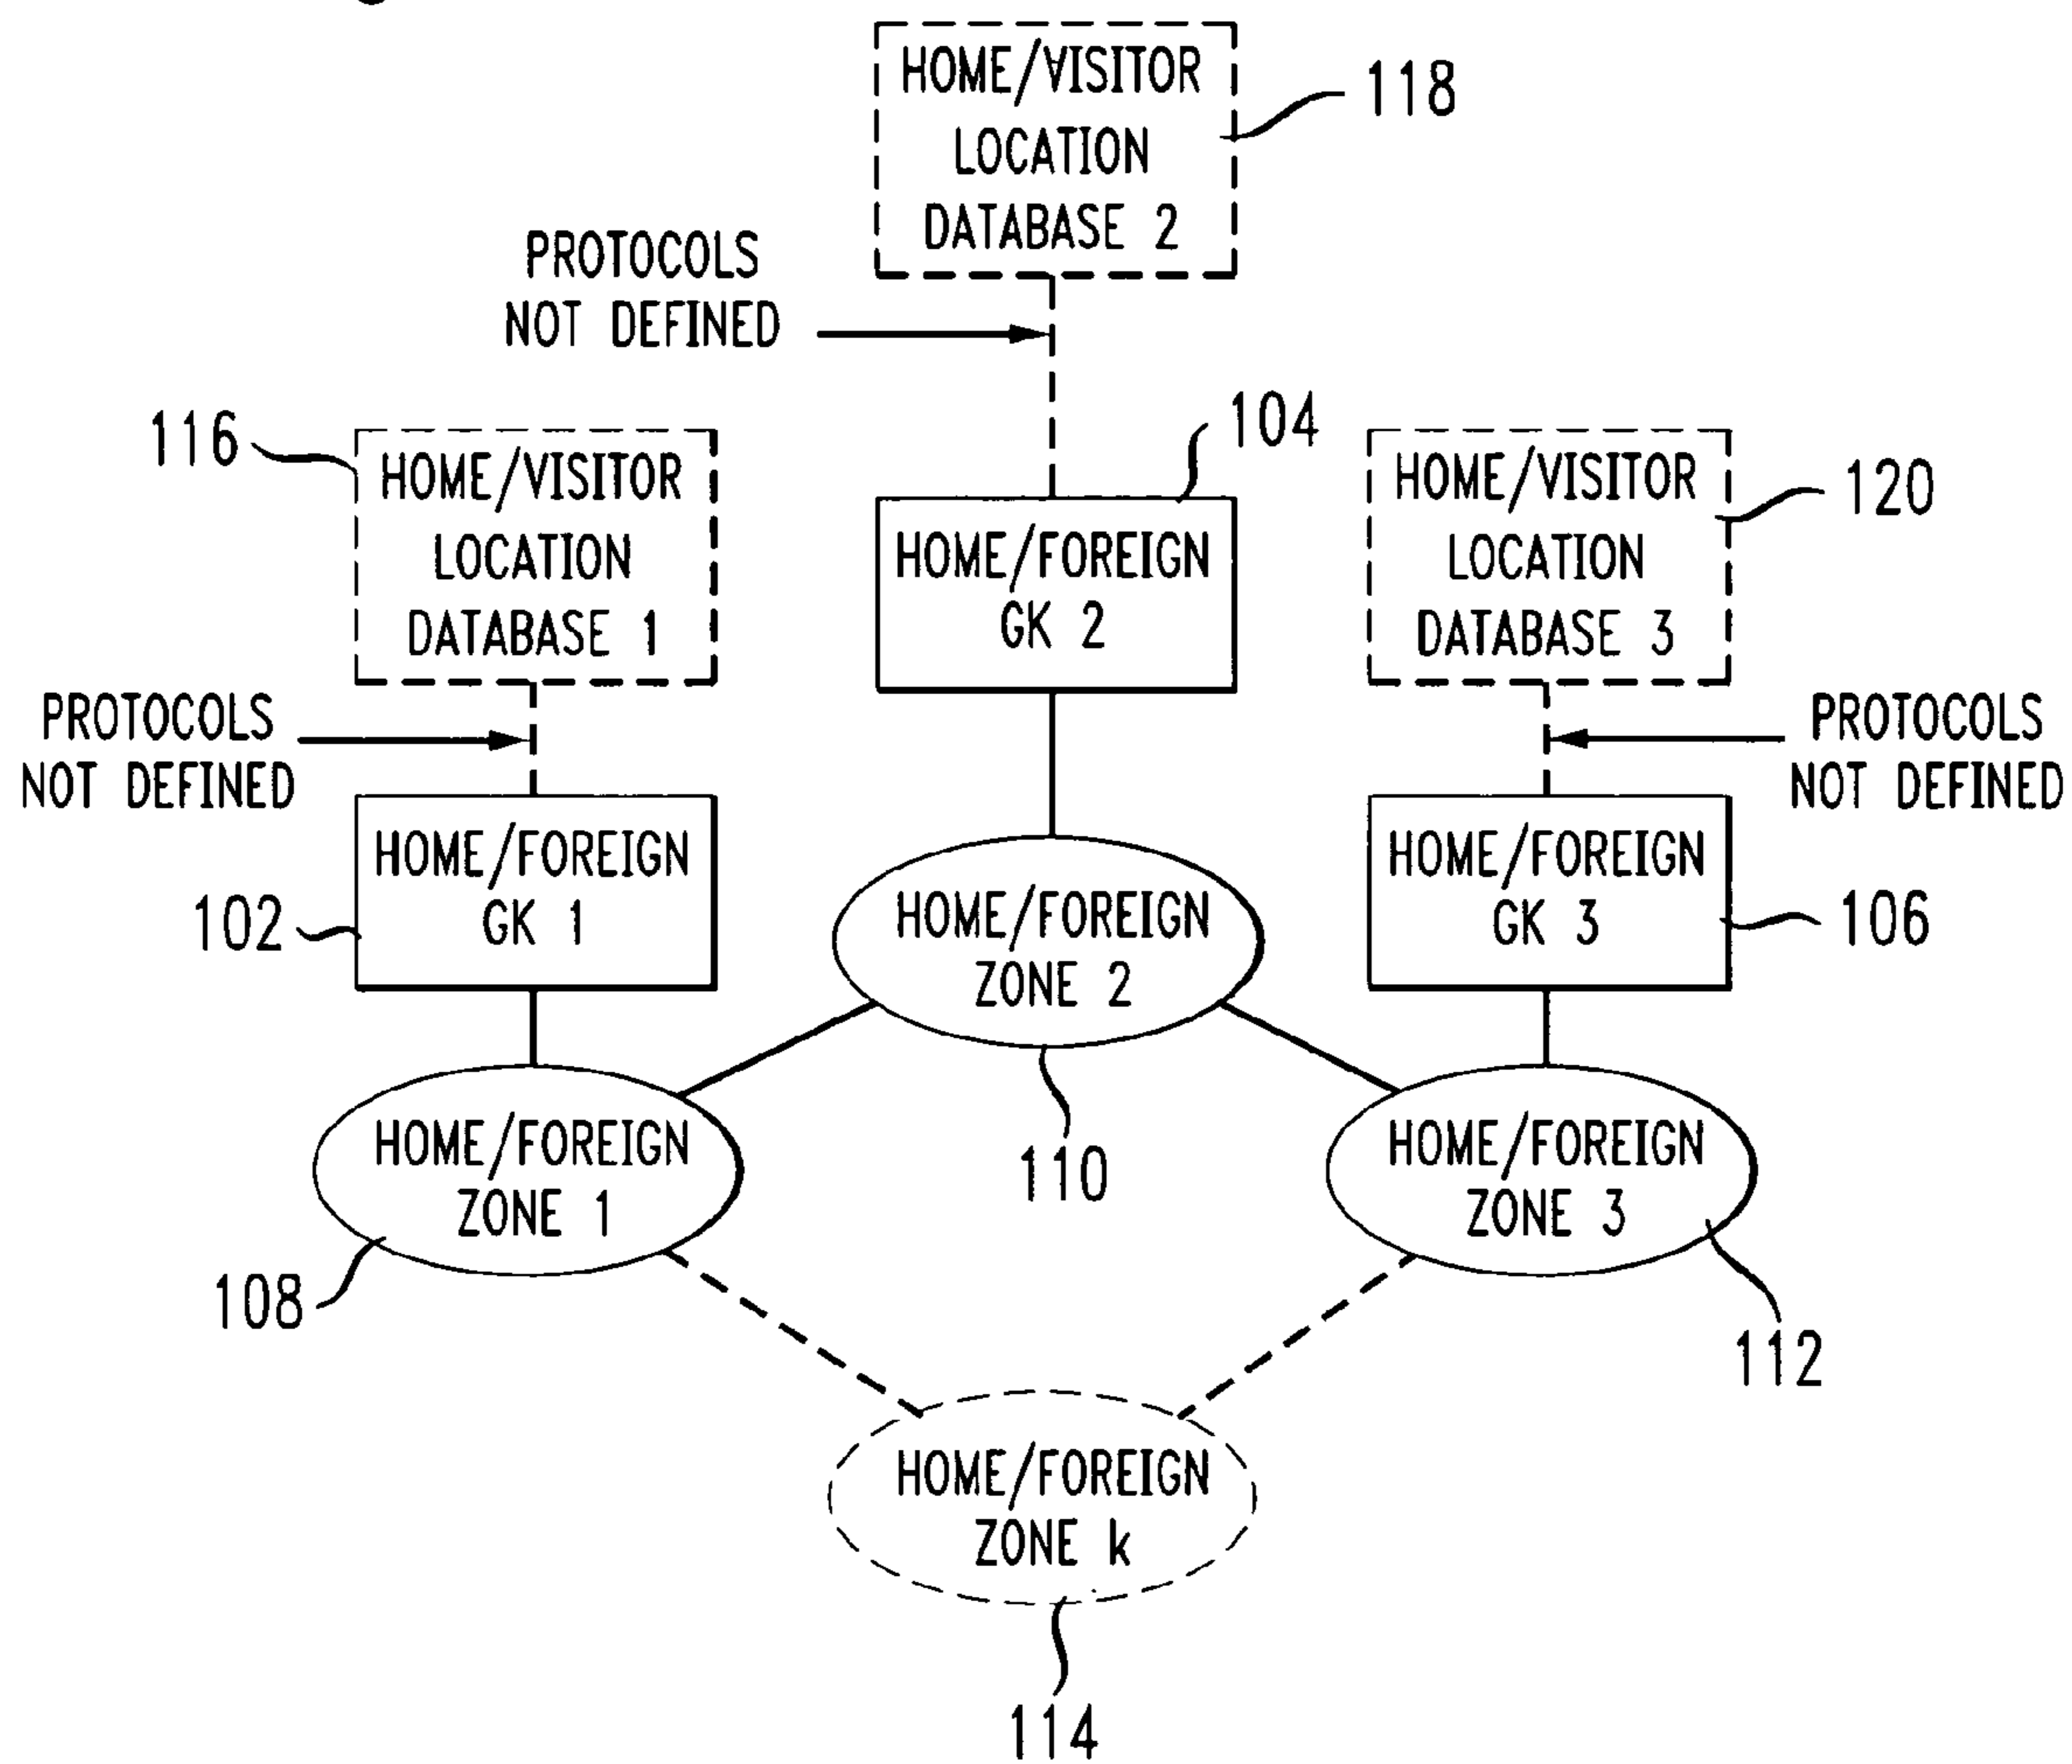 HOME/VISITOR
LOCATION
DATABASE 2
118
PROTOCOLS
NOT DEFINED
116
HOME/VISITOR
LOCATION
DATABASE 1
104
HOME/FOREIGN
GK 2
HOME/VISITOR
LOCATION
DATABASE 3
120
PROTOCOLS
NOT DEFINED
PROTOCOLS
NOT DEFINED
102
HOME/FOREIGN
GK 1
HOME/FOREIGN
ZONE 2
HOME/FOREIGN
GK 3
106
110
HOME/FOREIGN
ZONE 1
HOME/FOREIGN
ZONE 3
108
112
HOME/FOREIGN
ZONE k
114